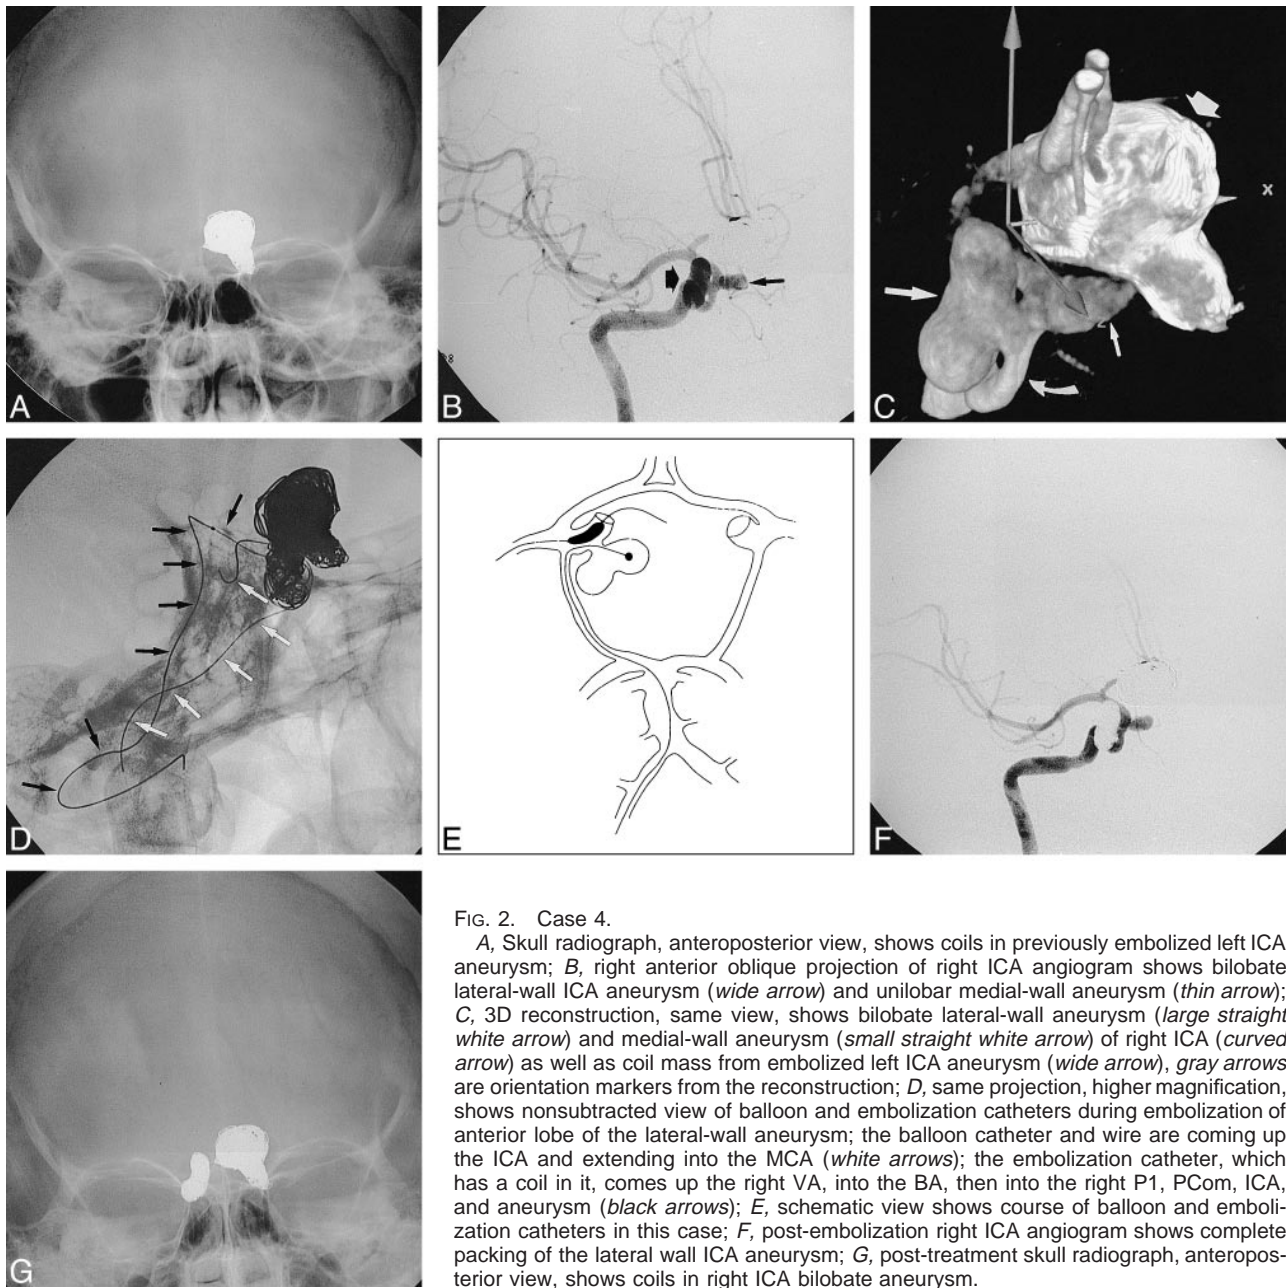 A
B
C
x
z
D
E
F
G
FIG. 2. Case 4.
A, Skull radiograph, anteroposterior view, shows coils in previously embolized left ICA
aneurysm; B, right anterior oblique projection of right ICA angiogram shows bilobate
lateral-wall ICA aneurysm (wide arrow) and unilobar medial-wall aneurysm (thin arrow);
C, 3D reconstruction, same view, shows bilobate lateral-wall aneurysm (large straight
white arrow) and medial-wall aneurysm (small straight white arrow) of right ICA (curved
arrow) as well as coil mass from embolized left ICA aneurysm (wide arrow), gray arrows
are orientation markers from the reconstruction; D, same projection, higher magnification,
shows nonsubtracted view of balloon and embolization catheters during embolization of
anterior lobe of the lateral-wall aneurysm; the balloon catheter and wire are coming up
the ICA and extending into the MCA (white arrows); the embolization catheter, which
has a coil in it, comes up the right VA, into the BA, then into the right P1, PCom, ICA,
and aneurysm (black arrows); E, schematic view shows course of balloon and emboli-
zation catheters in this case; F, post-embolization right ICA angiogram shows complete
packing of the lateral wall ICA aneurysm; G, post-treatment skull radiograph, anteropos-
terior view, shows coils in right ICA bilobate aneurysm.